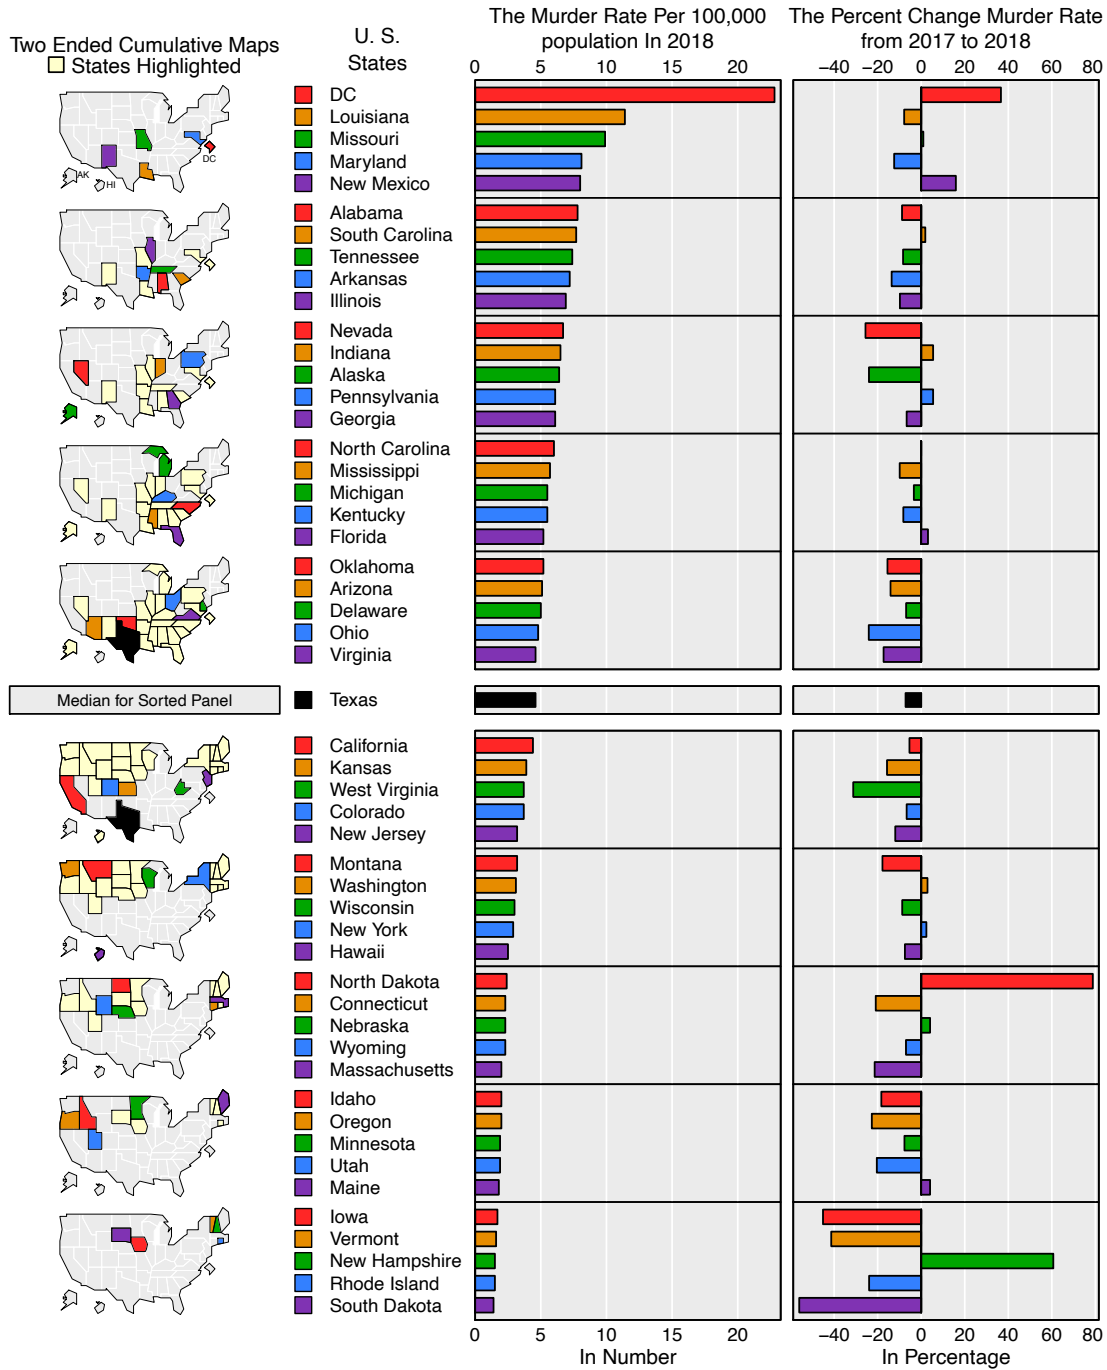 Two Ended Cumulative Maps
States Highlighted
U. S.
States
The Murder Rate Per 100,000
population In 2018
The Percent Change Murder Rate
from 2017 to 2018
0 5 10 15 20
−40 −20 0 20 40 60 80
AK
HI
DC
DC
Louisiana
Missouri
Maryland
New Mexico
Alabama
South Carolina
Tennessee
Arkansas
Illinois
Nevada
Indiana
Alaska
Pennsylvania
Georgia
North Carolina
Mississippi
Michigan
Kentucky
Florida
Oklahoma
Arizona
Delaware
Ohio
Virginia
Median for Sorted Panel
Texas
California
Kansas
West Virginia
Colorado
New Jersey
Montana
Washington
Wisconsin
New York
Hawaii
North Dakota
Connecticut
Nebraska
Wyoming
Massachusetts
Idaho
Oregon
Minnesota
Utah
Maine
Iowa
Vermont
New Hampshire
Rhode Island
South Dakota
0 5 10 15 20
−40 −20 0 20 40 60 80
In Number
In Percentage